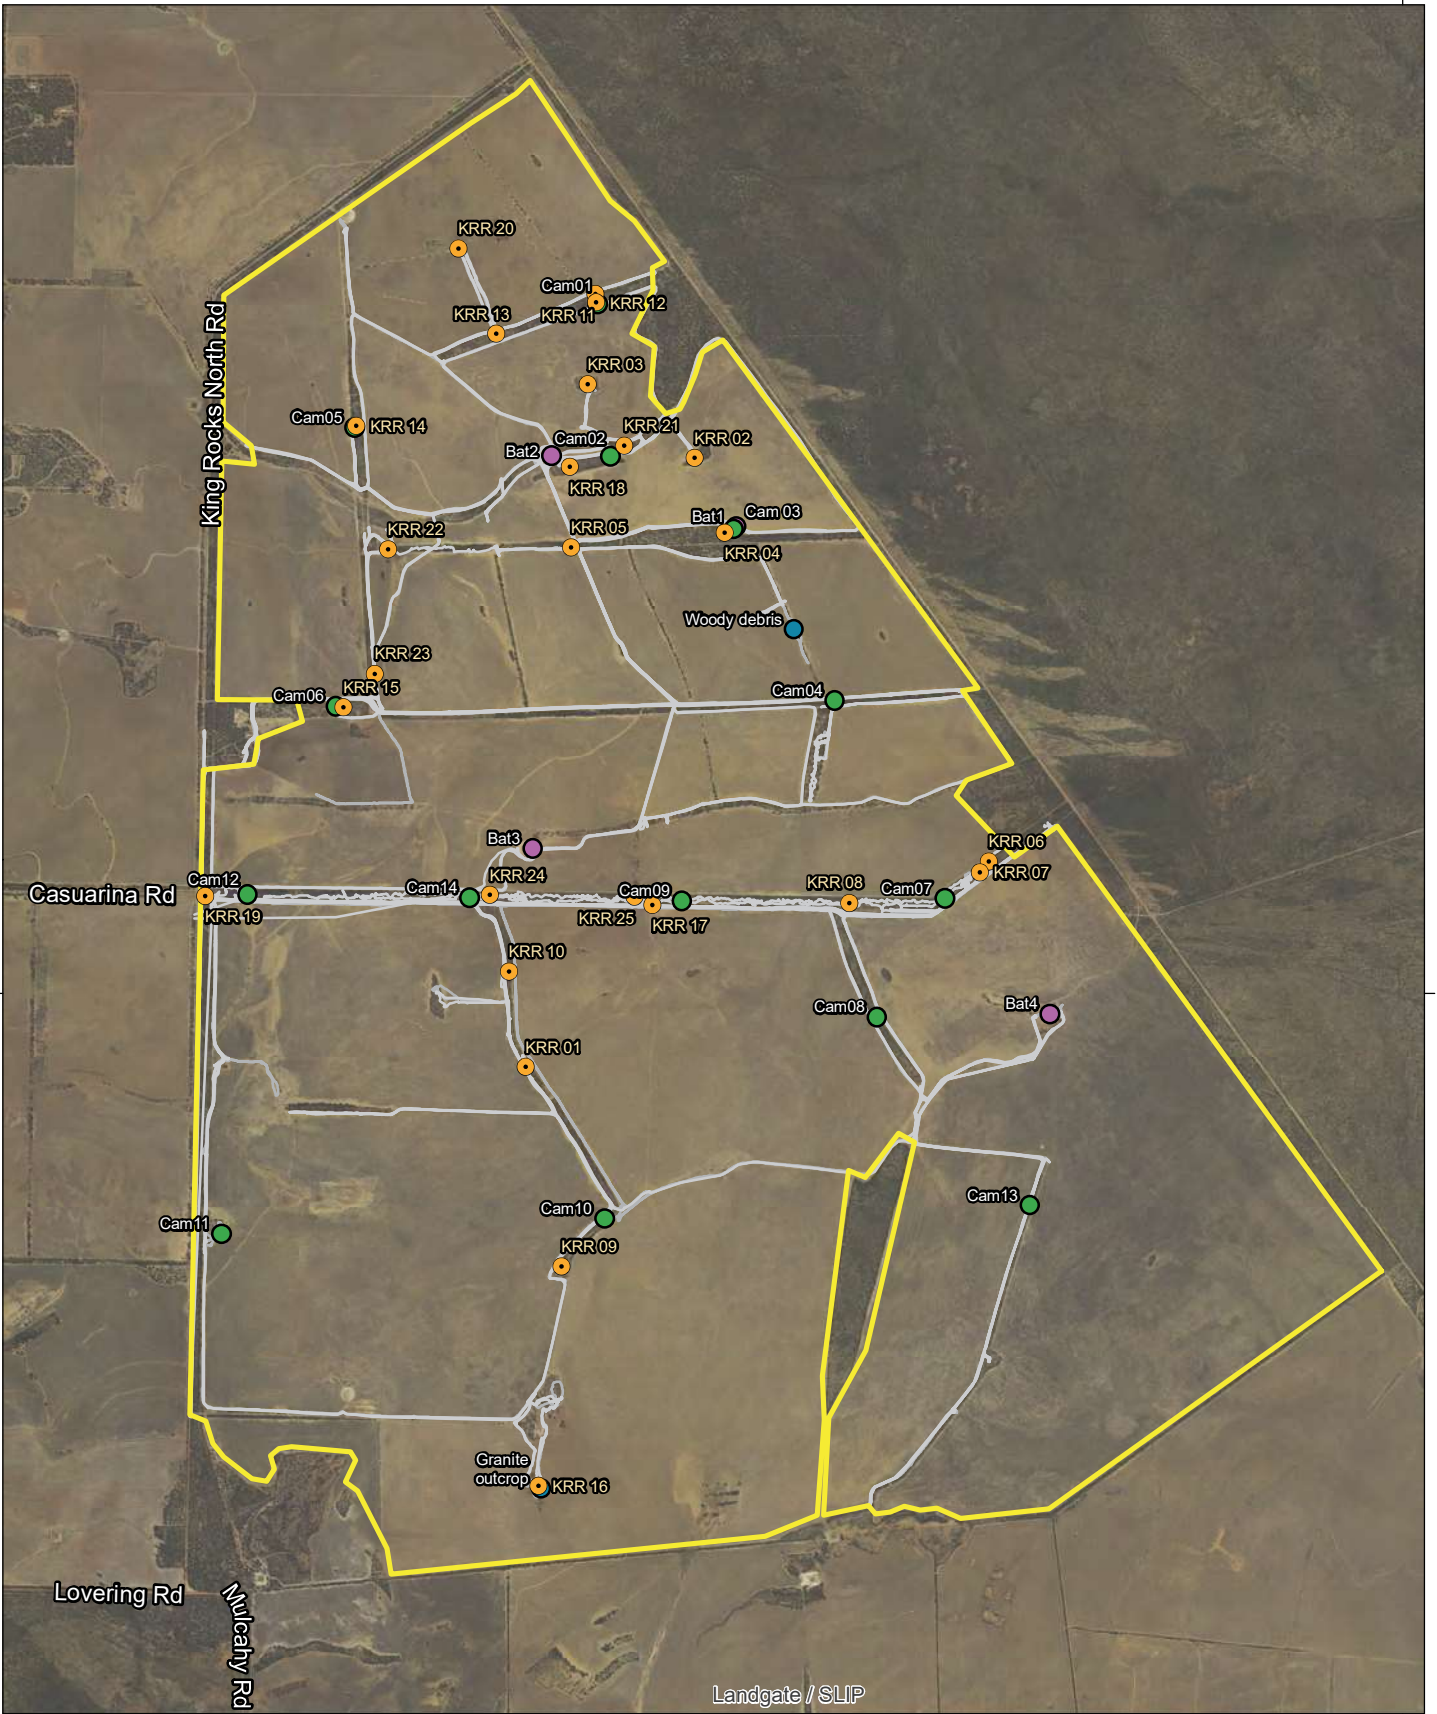 KRR 20
Cam01
KRR 12
KRR 13
KRR 11
King Rocks North Rd
KRR 03
Cam05
KRR 14
KRR 21
Cam02
KRR 02
Bat2
KRR 18
Bat1
Cam 03
KRR 22
KRR 05
KRR 04
Woody debris
KRR 23
KRR 15
Cam06
Cam04
Bat3
KRR 06
KRR 07
Casuarina Rd
Cam12
Cam14
KRR 24
Cam09
KRR 08
Cam07
KRR 19
KRR 25
KRR 17
KRR 10
Cam08
Bat4
KRR 01
Cam13
Cam10
Cam11
KRR 09
Granite
outcrop
KRR 16
Lovering Rd
Mulcahy Rd
Landgate / SLIP